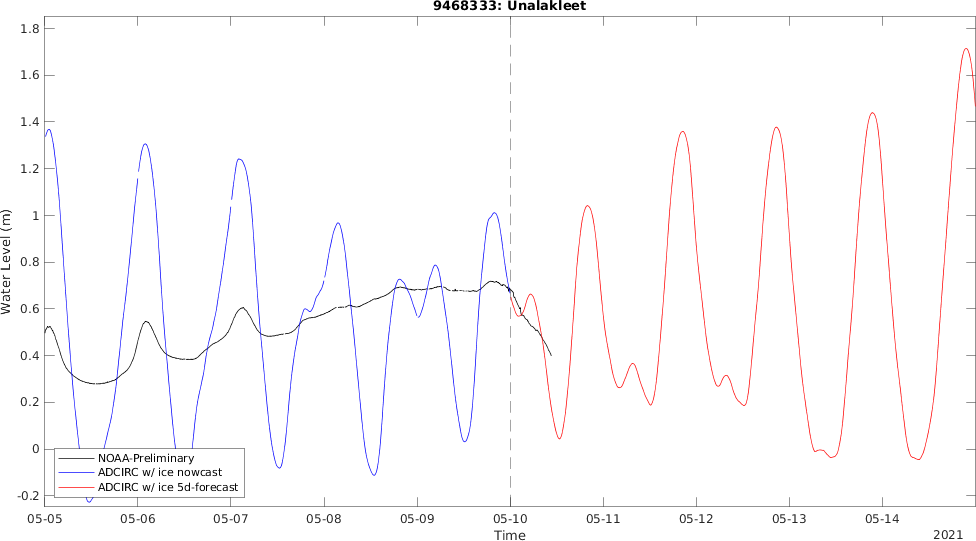 9468333: Unalakleet
1.8
1.6
1.4
1.2
1
0.8
0.6
0.4
0.2
0
-0.2
Water Level (m)
NOAA-Preliminary
ADCIRC w/ ice nowcast
ADCIRC w/ ice 5d-forecast
05-05 05-06 05-07 05-08 05-09 05-10 05-11 05-12 05-13 05-14
Time
2021